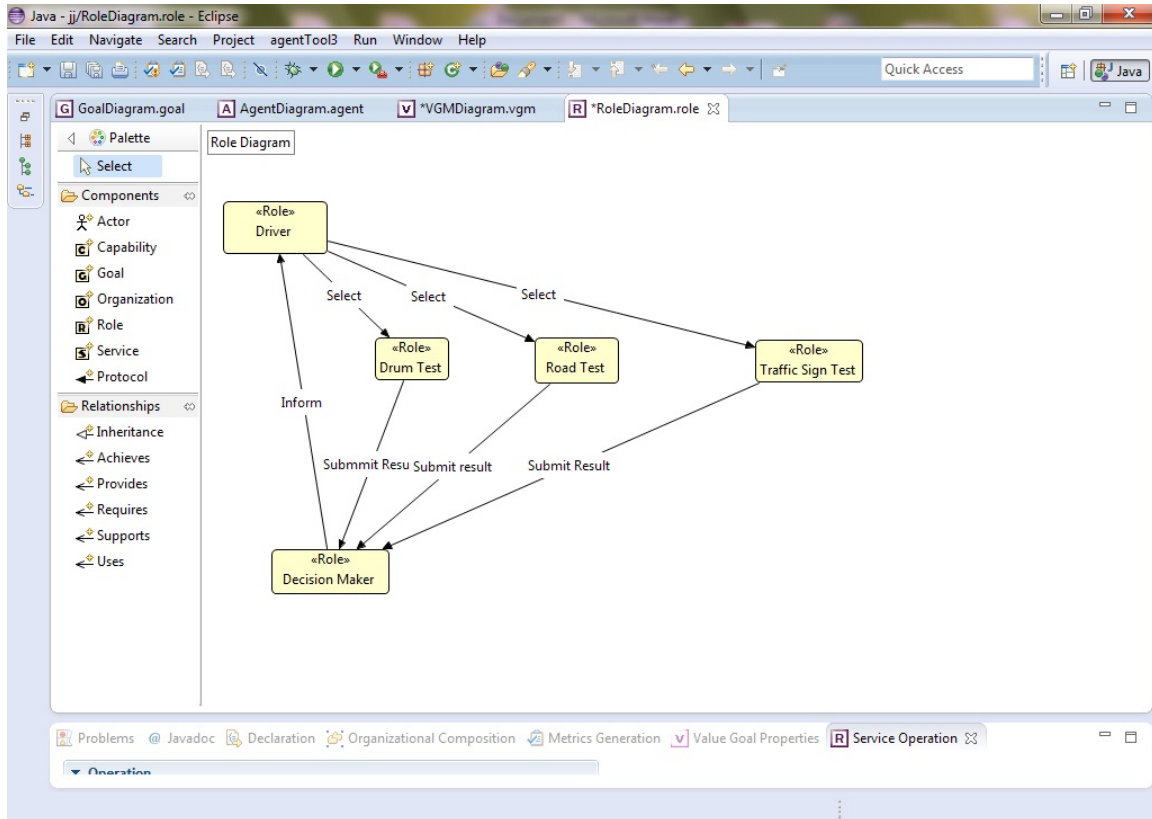 Java - jj/RoleDiagram.role - Eclipse
File Edit Navigate Search Project agentTool3 Run Window Help
Quick Access
Java
G GoalDiagram.goal
A AgentDiagram.agent
V *VGMDiagram.vgm
R *RoleDiagram.role
Palette
Select
Components
Actor
C Capability
G Goal
O Organization
R Role
S Service
Protocol
Relationships
Inheritance
Achieves
Provides
Requires
Supports
Uses
Role Diagram
«Role»
Driver
Select
Select
Select
«Role»
Drum Test
«Role»
Road Test
«Role»
Traffic Sign Test
Inform
Submmit Resu
Submit result
Submit Result
«Role»
Decision Maker
Problems
@ Javadoc
Declaration
Organizational Composition
Metrics Generation
V Value Goal Properties
R Service Operation
Operation